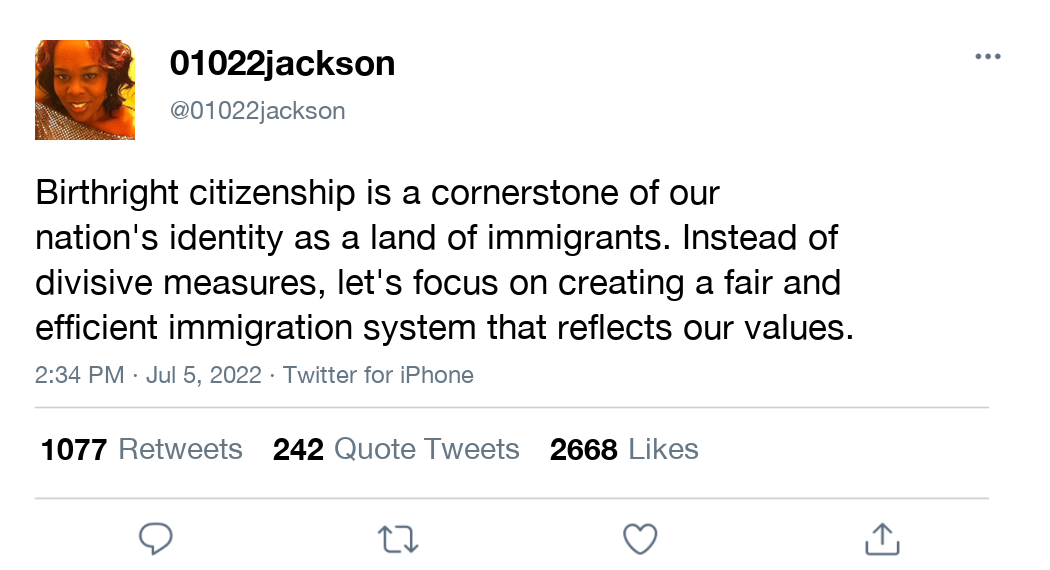 01022jackson
@01022jackson
Birthright citizenship is a cornerstone of our
nation's identity as a land of immigrants. Instead of
divisive measures, let's focus on creating a fair and
efficient immigration system that reflects our values.
2:34 PM · Jul 5, 2022 · Twitter for iPhone
1077 Retweets 242 Quote Tweets 2668 Likes